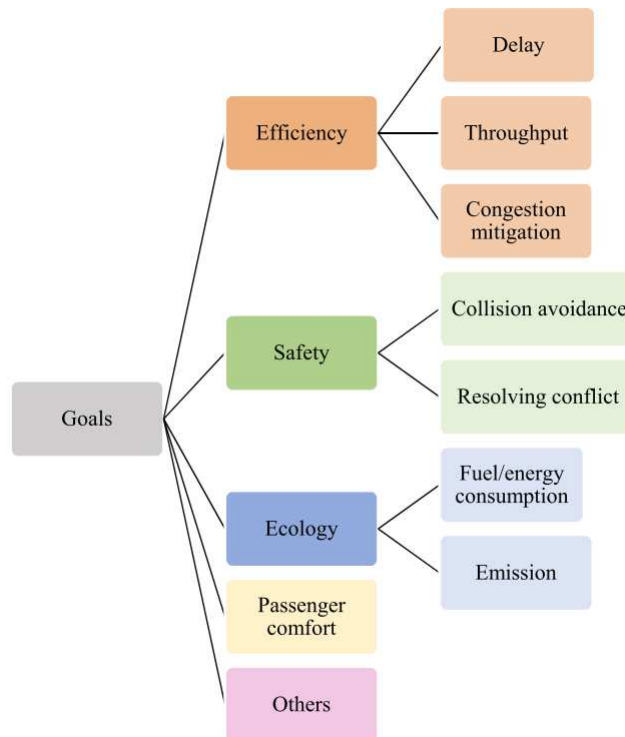 Delay
Efficiency
Throughput
Congestion
mitigation
Collision avoidance
Safety
Resolving conflict
Goals
Fuel/energy
consumption
Ecology
Emission
Passenger
comfort
Others